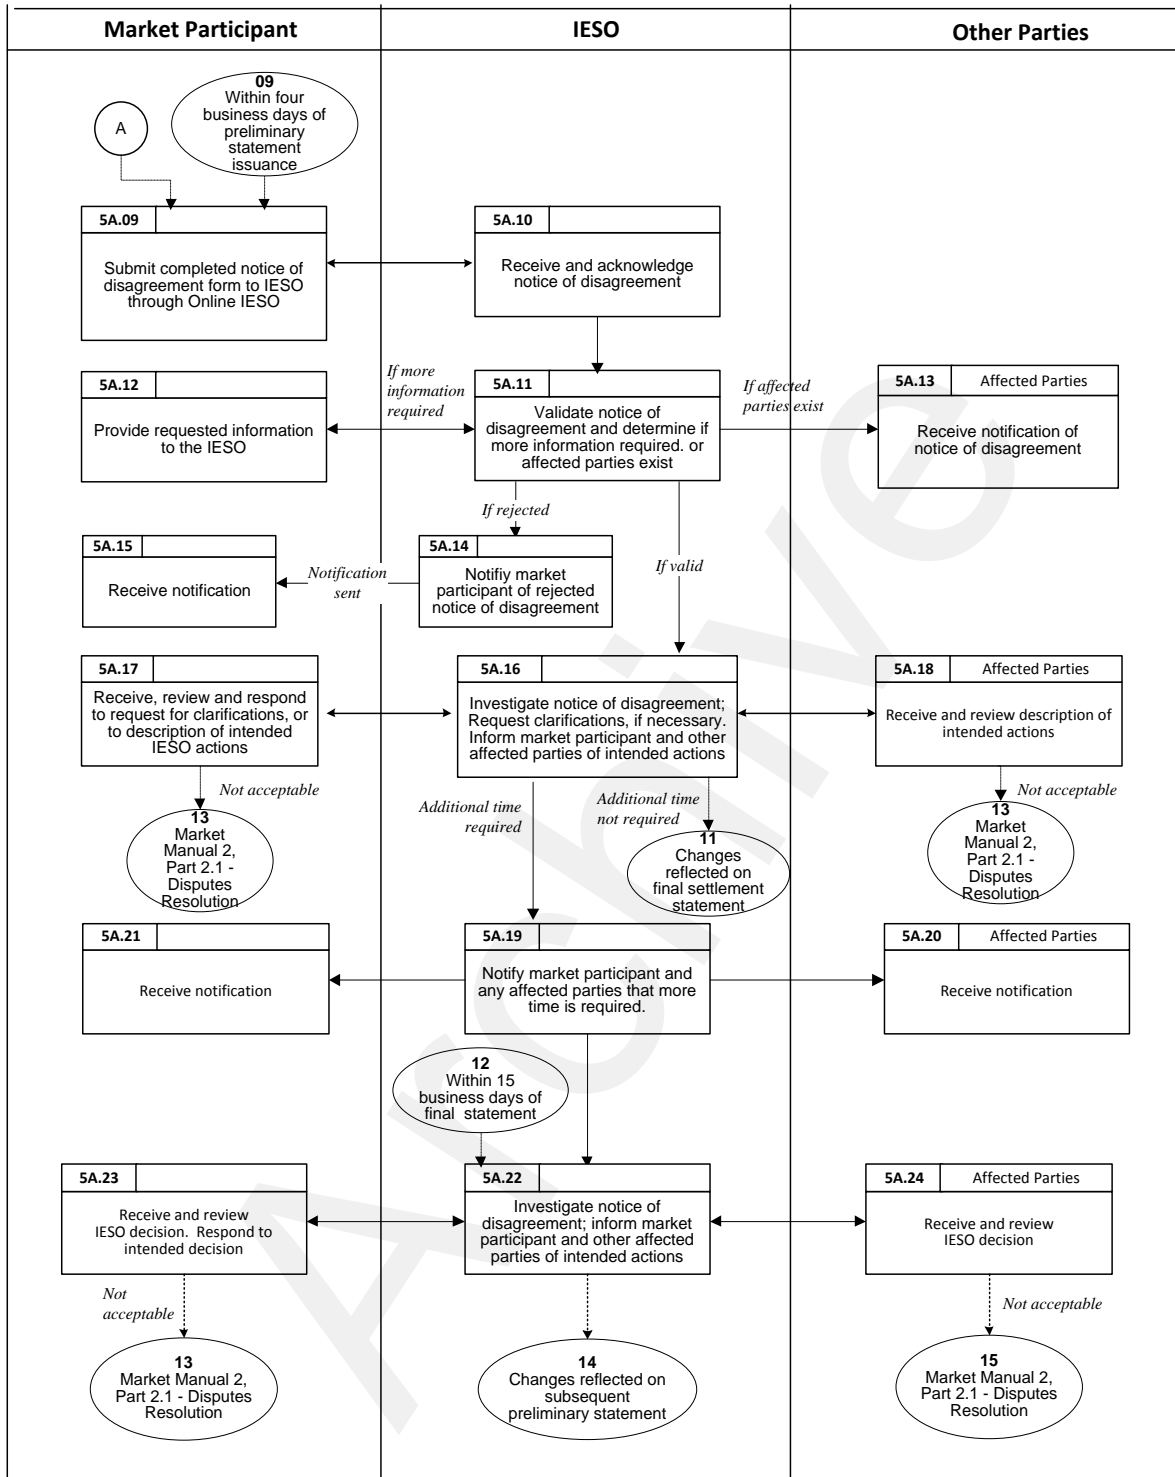 Market Participant
IESO
Other Parties
A
09
Within four
business days of
preliminary
statement
issuance
5A.09
Submit completed notice of
disagreement form to IESO
through Online IESO
5A.10
Receive and acknowledge
notice of disagreement
5A.12
Provide requested information
to the IESO
If more
information
required
5A.11
Validate notice of
disagreement and determine if
more information required. or
affected parties exist
If affected
parties exist
5A.13
Affected Parties
Receive notification of
notice of disagreement
If rejected
If valid
5A.15
Receive notification
Notification
sent
5A.14
Notifiy market
participant of rejected
notice of disagreement
5A.17
Receive, review and respond
to request for clarifications, or
to description of intended
IESO actions
5A.16
Investigate notice of disagreement;
Request clarifications, if necessary.
Inform market participant and other
affected parties of intended actions
5A.18
Affected Parties
Receive and review description of
intended actions
Not acceptable
13
Market
Manual 2,
Part 2.1 -
Disputes
Resolution
Additional time
required
Additional time
not required
11
Changes
reflected on
final settlement
statement
Not acceptable
13
Market
Manual 2,
Part 2.1 -
Disputes
Resolution
5A.21
Receive notification
5A.19
Notify market participant and
any affected parties that more
time is required.
5A.20
Affected Parties
Receive notification
12
Within 15
business days of
final statement
5A.23
Receive and review
IESO decision. Respond to
intended decision
5A.22
Investigate notice of
disagreement; inform market
participant and other affected
parties of intended actions
5A.24
Affected Parties
Receive and review
IESO decision
Not
acceptable
Not acceptable
13
Market Manual 2,
Part 2.1 - Disputes
Resolution
14
Changes reflected on
subsequent
preliminary statement
15
Market Manual 2,
Part 2.1 - Disputes
Resolution
Archive